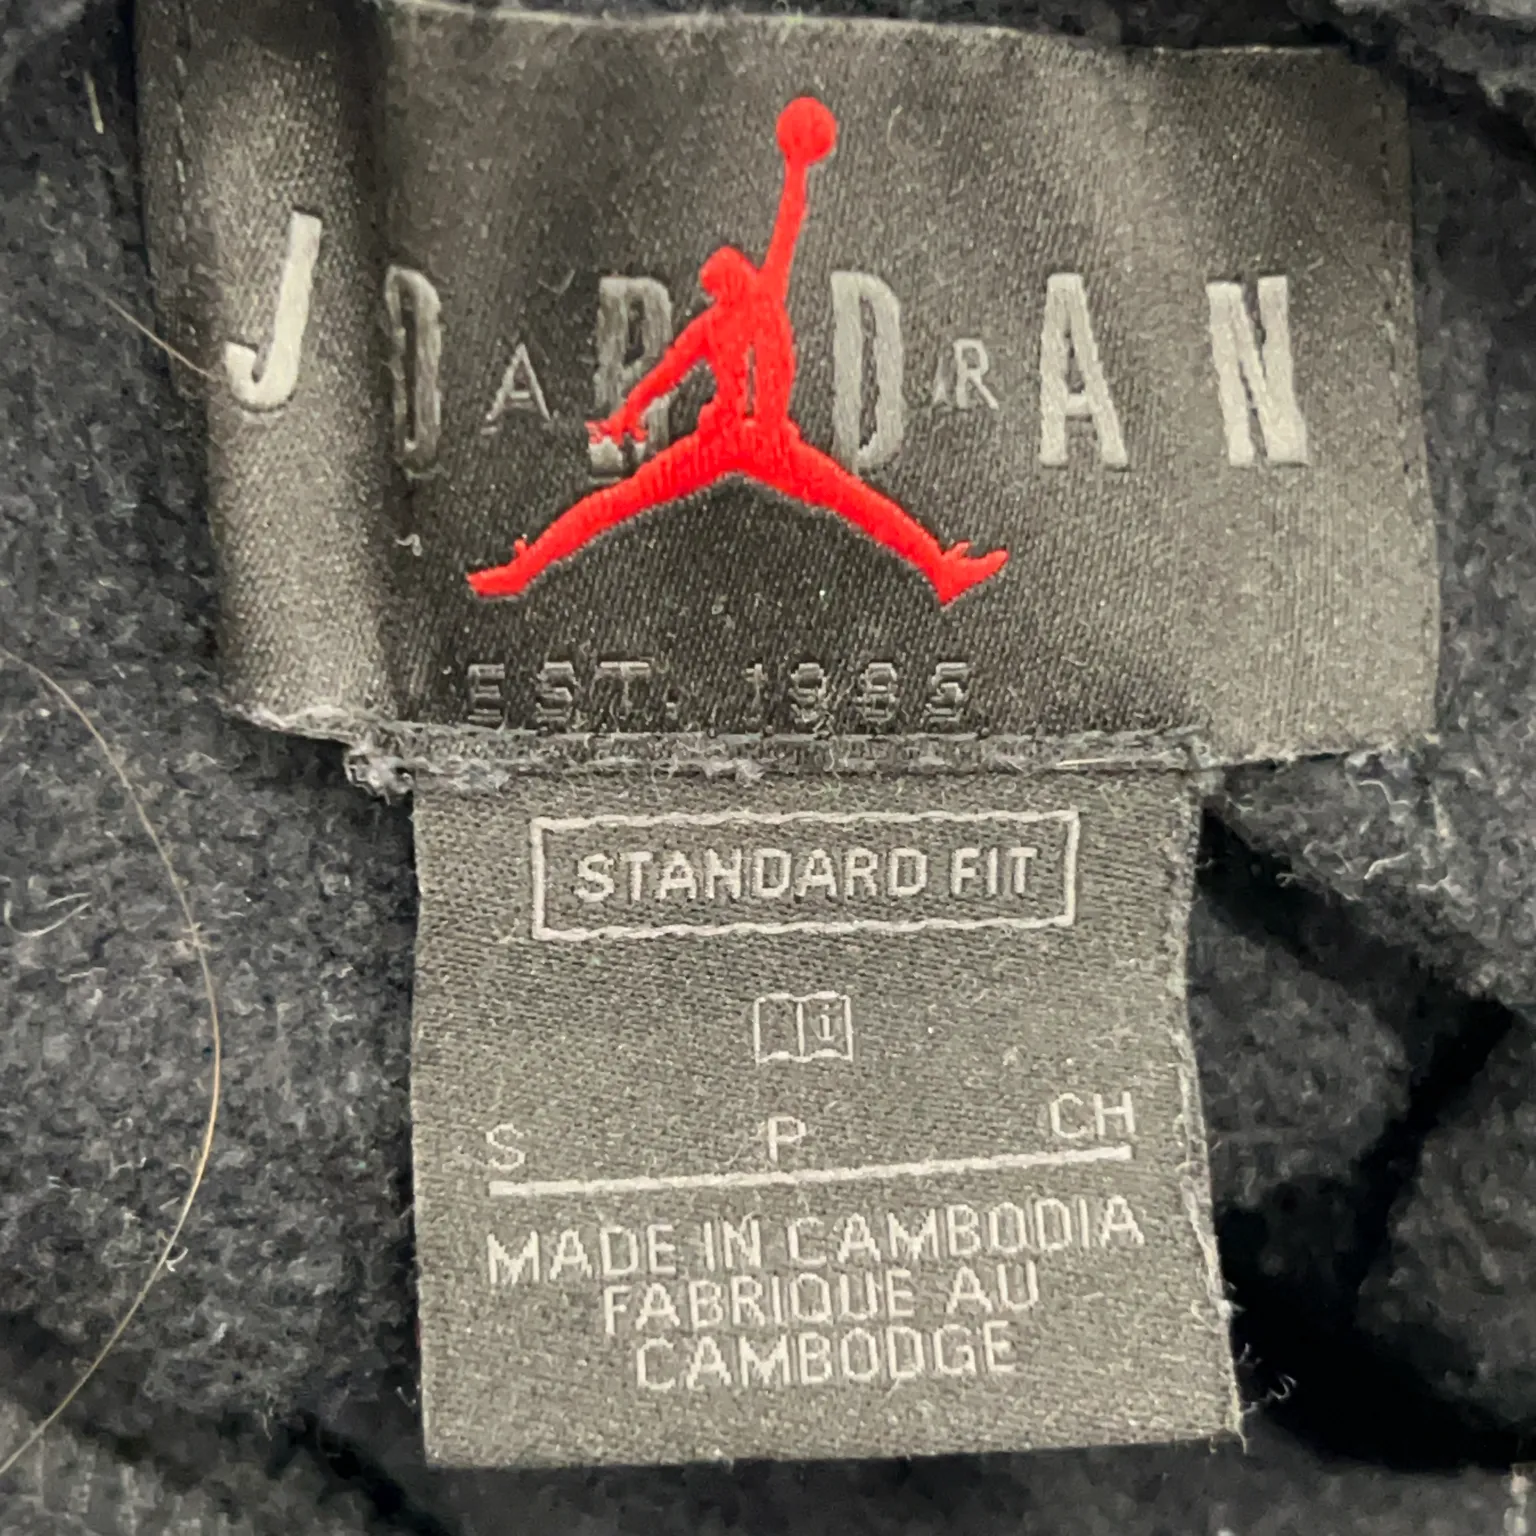 JORDAN
A R
EST. 1985
STANDARD FIT
i
S P CH
MADE IN CAMBODIA
FABRIQUE AU
CAMBODGE